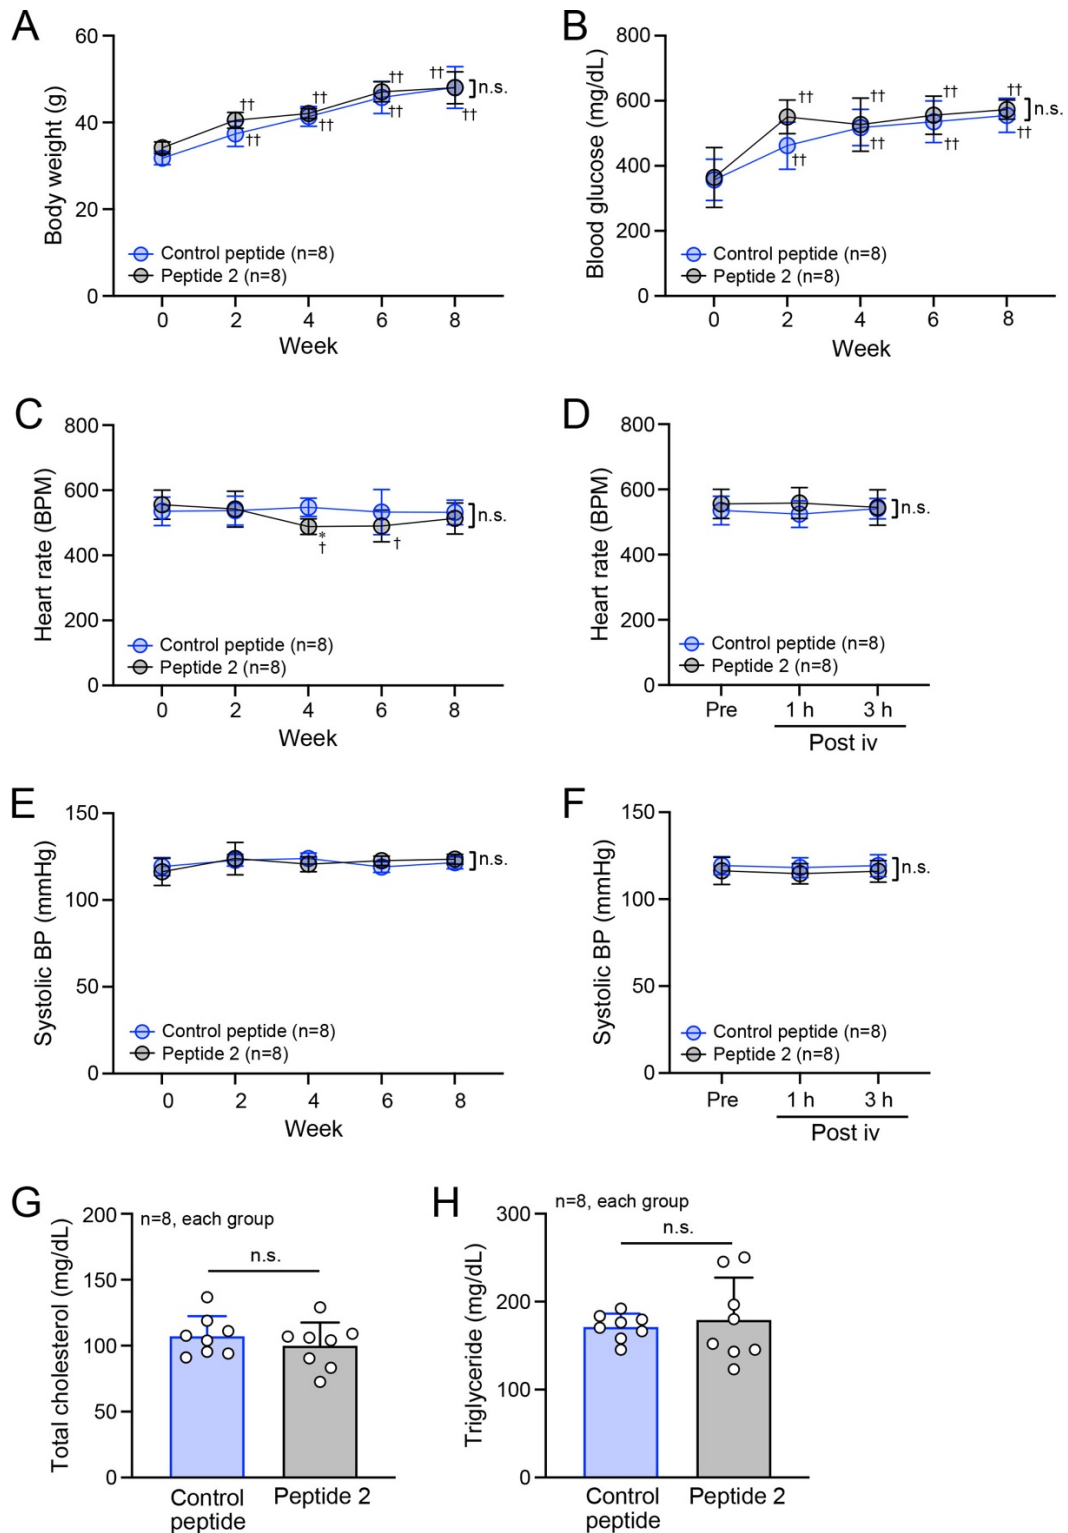 A
60
40
20
0
Body weight (g)
††
††
††
††
††
††
††
††
n.s.
Control peptide (n=8)
Peptide 2 (n=8)
0 2 4 6 8
Week
B
800
600
400
200
0
Blood glucose (mg/dL)
††
††
††
††
††
††
††
††
n.s.
Control peptide (n=8)
Peptide 2 (n=8)
0 2 4 6 8
Week
C
800
600
400
200
0
Heart rate (BPM)
*
†
†
n.s.
Control peptide (n=8)
Peptide 2 (n=8)
0 2 4 6 8
Week
D
800
600
400
200
0
Heart rate (BPM)
n.s.
Control peptide (n=8)
Peptide 2 (n=8)
Pre 1 h 3 h
Post iv
E
150
100
50
0
Systolic BP (mmHg)
n.s.
Control peptide (n=8)
Peptide 2 (n=8)
0 2 4 6 8
Week
F
150
100
50
0
Systolic BP (mmHg)
n.s.
Control peptide (n=8)
Peptide 2 (n=8)
Pre 1 h 3 h
Post iv
G
200
150
100
50
0
Total cholesterol (mg/dL)
n=8, each group
n.s.
Control
peptide
Peptide 2
H
300
200
100
0
Triglyceride (mg/dL)
n=8, each group
n.s.
Control
peptide
Peptide 2